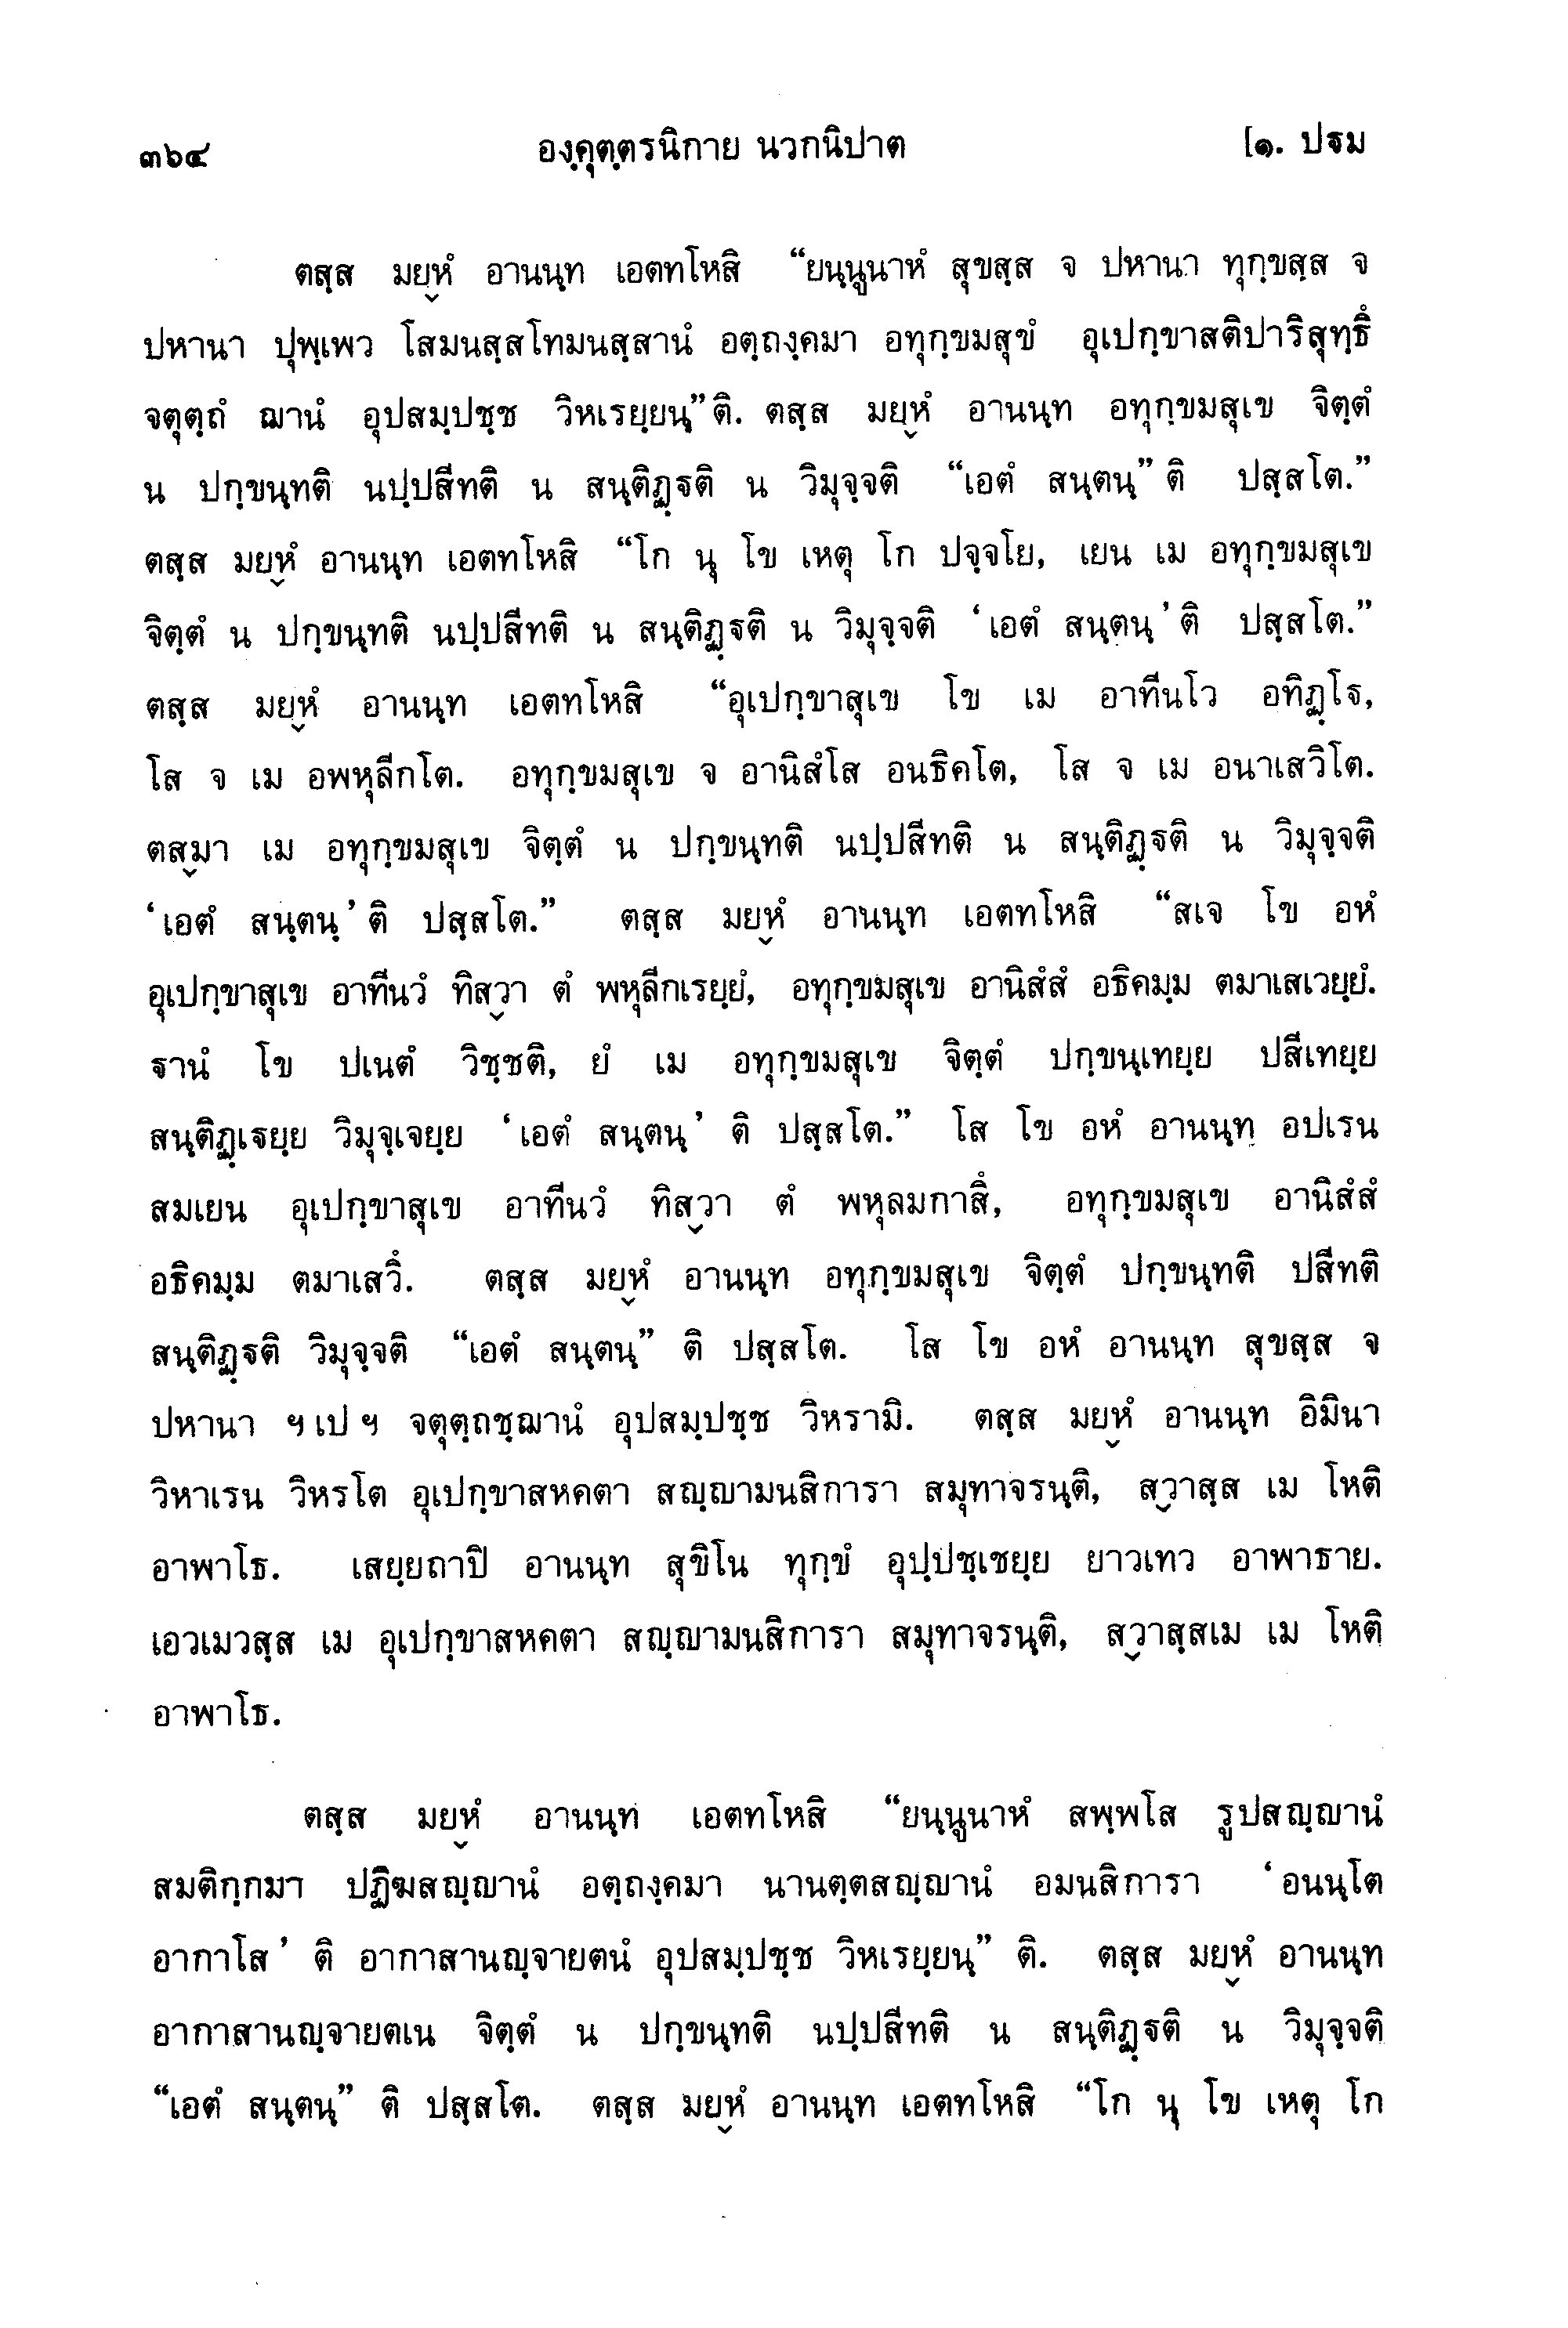 ๓๖๔ องฺคุตฺตรนิกาย นวกนิปาต [๑. ปฐม
ตสฺส มยฺหํ อานนฺท เอตทโหสิ “ยนฺนูนาหํ สุขสฺส จ ปหานา ทุกฺขสฺส จ
ปหานา ปุพฺเพว โสมนสฺสโทมนสฺสานํ อตฺถงฺคมา อทุกฺขมสุขํ อุเปกฺขาสติปาริสุทฺธึ
จตุตฺถํ ฌานํ อุปสมฺปชฺช วิหเรยฺยนฺ”ติ. ตสฺส มยฺหํ อานนฺท อทุกฺขมสุเข จิตฺตํ
น ปกฺขนฺทติ นปฺปสีทติ น สนฺติฏฺฐติ น วิมุจฺจติ “เอตํ สนฺตนฺ” ติ ปสฺสโต.”
ตสฺส มยฺหํ อานนฺท เอตทโหสิ “โก นุ โข เหตุ โก ปจฺจโย, เยน เม อทุกฺขมสุเข
จิตฺตํ น ปกฺขนฺทติ นปฺปสีทติ น สนฺติฏฺฐติ น วิมุจฺจติ ‘เอตํ สนฺตนฺ’ ติ ปสฺสโต.”
ตสฺส มยฺหํ อานนฺท เอตทโหสิ “อุเปกฺขาสุเข โข เม อาทีนโว อทิฏฺโฐ,
โส จ เม อพหุลีกโต. อทุกฺขมสุเข จ อานิสํโส อนธิคโต, โส จ เม อนาเสวิโต.
ตสฺมา เม อทุกฺขมสุเข จิตฺตํ น ปกฺขนฺทติ นปฺปสีทติ น สนฺติฏฺฐติ น วิมุจฺจติ
‘เอตํ สนฺตนฺ’ ติ ปสฺสโต.” ตสฺส มยฺหํ อานนฺท เอตทโหสิ “สเจ โข อหํ
อุเปกฺขาสุเข อาทีนวํ ทิสฺวา ตํ พหุลีกเรยฺยํ, อทุกฺขมสุเข อานิสํสํ อธิคมฺม ตมาเสเวยฺยํ.
ฐานํ โข ปเนตํ วิชฺชติ, ยํ เม อทุกฺขมสุเข จิตฺตํ ปกฺขนฺเทยฺย ปสีเทยฺย
สนฺติฏฺเฐยฺย วิมุจฺเจยฺย ‘เอตํ สนฺตนฺ’ ติ ปสฺสโต.” โส โข อหํ อานนฺท อปเรน
สมเยน อุเปกฺขาสุเข อาทีนวํ ทิสฺวา ตํ พหุลมกาสึ, อทุกฺขมสุเข อานิสํสํ
อธิคมฺม ตมาเสวึ. ตสฺส มยฺหํ อานนฺท อทุกฺขมสุเข จิตฺตํ ปกฺขนฺทติ ปสีทติ
สนฺติฏฺฐติ วิมุจฺจติ “เอตํ สนฺตนฺ” ติ ปสฺสโต. โส โข อหํ อานนฺท สุขสฺส จ
ปหานา ฯ เป ฯ จตุตฺถชฺฌานํ อุปสมฺปชฺช วิหรามิ. ตสฺส มยฺหํ อานนฺท อิมินา
วิหาเรน วิหรโต อุเปกฺขาสหคตา สญฺญามนสิการา สมุทาจรนฺติ, สฺวาสฺส เม โหติ
อาพาโธ. เสยฺยถาปิ อานนฺท สุขิโน ทุกฺขํ อุปฺปชฺเชยฺย ยาวเทว อาพาธาย.
เอวเมวสฺส เม อุเปกฺขาสหคตา สญฺญามนสิการา สมุทาจรนฺติ, สฺวาสฺสเม เม โหติ
อาพาโธ.
ตสฺส มยฺหํ อานนฺท เอตทโหสิ “ยนฺนูนาหํ สพฺพโส รูปสญฺญานํ
สมติกฺกมา ปฏิฆสญฺญานํ อตฺถงฺคมา นานตฺตสญฺญานํ อมนสิการา ‘อนนฺโต
อากาโส’ ติ อากาสานญฺจายตนํ อุปสมฺปชฺช วิหเรยฺยนฺ” ติ. ตสฺส มยฺหํ อานนฺท
อากาสานญฺจายตเน จิตฺตํ น ปกฺขนฺทติ นปฺปสีทติ น สนฺติฏฺฐติ น วิมุจฺจติ
“เอตํ สนฺตนฺ” ติ ปสฺสโต. ตสฺส มยฺหํ อานนฺท เอตทโหสิ “โก นุ โข เหตุ โก